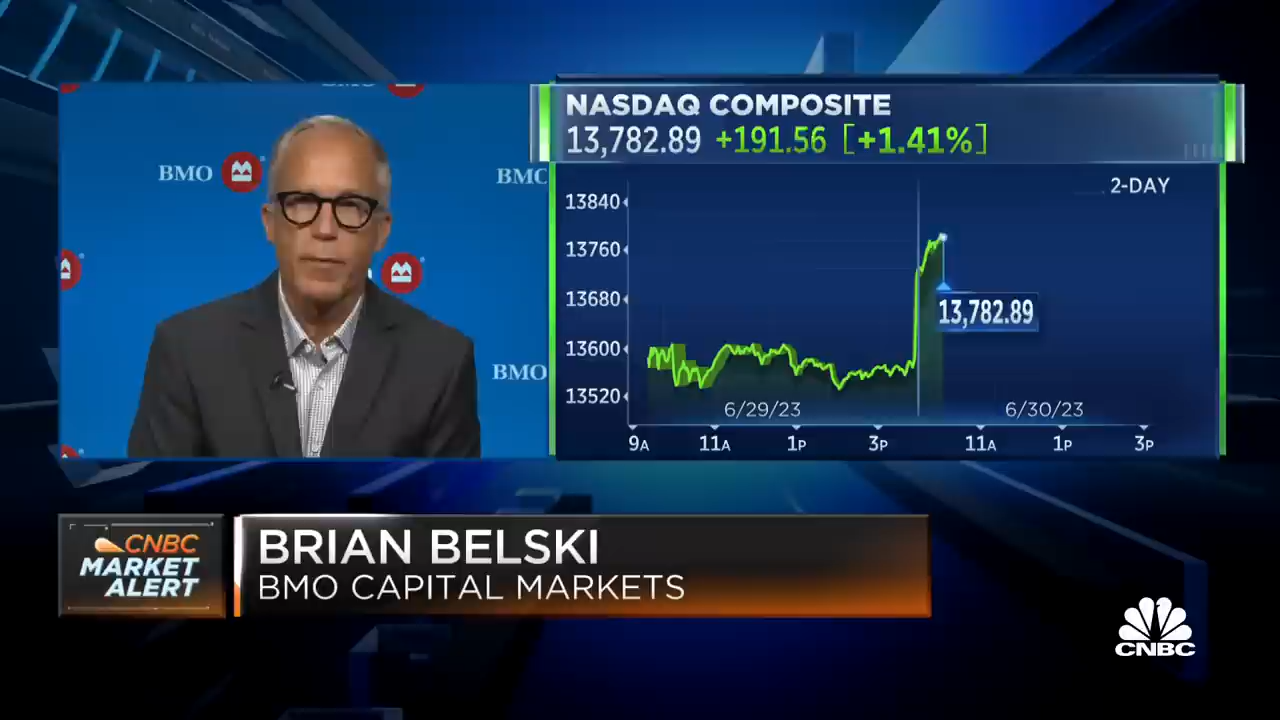 BMO
BMO
BMO
BMO
NASDAQ COMPOSITE
13,782.89 +191.56 [+1.41%]
2-DAY
13840
13760
13680
13600
13520
13,782.89
6/29/23
6/30/23
9A 11A 1P 3P 11A 1P 3P
CNBC
MARKET
ALERT
BRIAN BELSKI
BMO CAPITAL MARKETS
CNBC